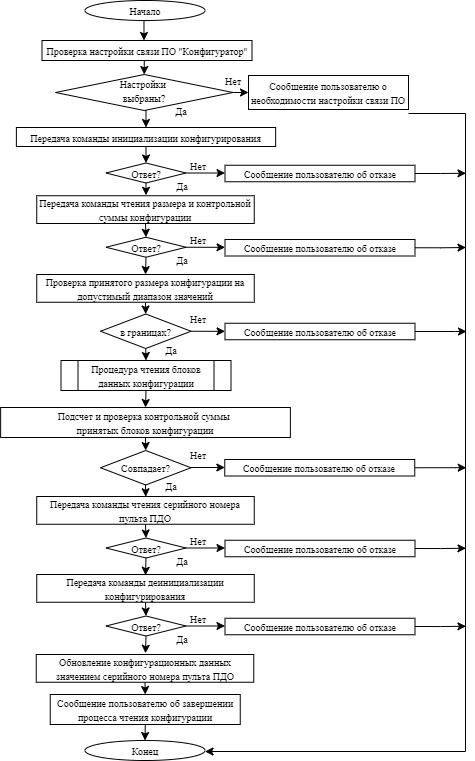 Начало
Проверка настройки связи ПО "Конфигуратор"
Настройки
выбраны?
Нет
Сообщение пользователю о
необходимости настройки связи ПО
Да
Передача команды инициализации конфигурирования
Ответ?
Нет
Сообщение пользователю об отказе
Да
Передача команды чтения размера и контрольной
суммы конфигурации
Ответ?
Нет
Сообщение пользователю об отказе
Да
Проверка принятого размера конфигурации на
допустимый диапазон значений
в границах?
Нет
Сообщение пользователю об отказе
Да
Процедура чтения блоков
данных конфигурации
Подсчет и проверка контрольной суммы
принятых блоков конфигурации
Совпадает?
Нет
Сообщение пользователю об отказе
Да
Передача команды чтения серийного номера
пульта ПДО
Ответ?
Нет
Сообщение пользователю об отказе
Да
Передача команды деинициализации
конфигурирования
Ответ?
Нет
Сообщение пользователю об отказе
Да
Обновление конфигурационных данных
значением серийного номера пульта ПДО
Сообщение пользователю об завершении
процесса чтения конфигурации
Конец